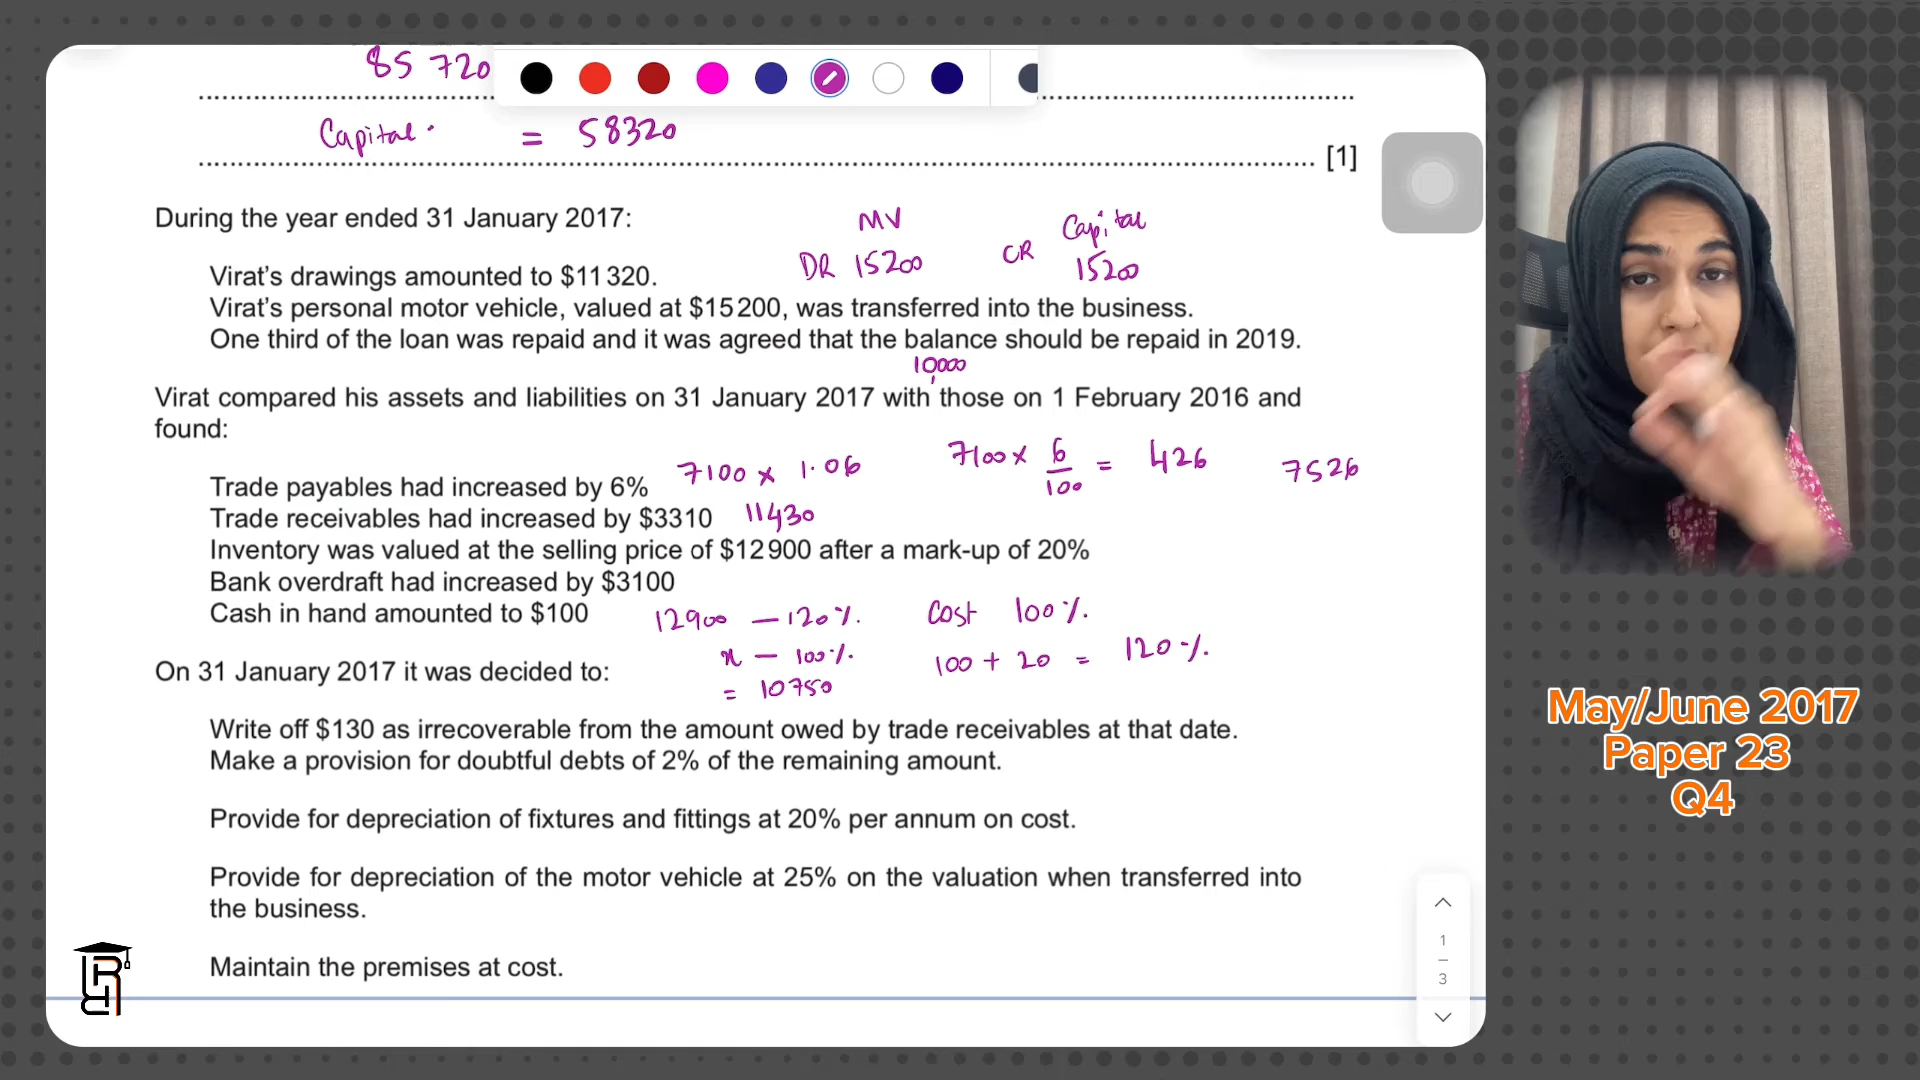 85 720
Capital = 58320
[1]
During the year ended 31 January 2017:
MV Capital
DR 15200 CR 15200
Virat's drawings amounted to $11 320.
Virat's personal motor vehicle, valued at $15 200, was transferred into the business.
One third of the loan was repaid and it was agreed that the balance should be repaid in 2019.
10,000
Virat compared his assets and liabilities on 31 January 2017 with those on 1 February 2016 and
found:
7100 x 1.06 7100 x 6/100 = 426 7526
Trade payables had increased by 6%
Trade receivables had increased by $3310 11430
Inventory was valued at the selling price of $12 900 after a mark-up of 20%
Bank overdraft had increased by $3100
Cash in hand amounted to $100
12900 — 120%. Cost 100%.
x — 100%. 100 + 20 = 120%.
= 10750
On 31 January 2017 it was decided to:
Write off $130 as irrecoverable from the amount owed by trade receivables at that date.
Make a provision for doubtful debts of 2% of the remaining amount.
Provide for depreciation of fixtures and fittings at 20% per annum on cost.
Provide for depreciation of the motor vehicle at 25% on the valuation when transferred into
the business.
Maintain the premises at cost.
1
3
May/June 2017
Paper 23
Q4